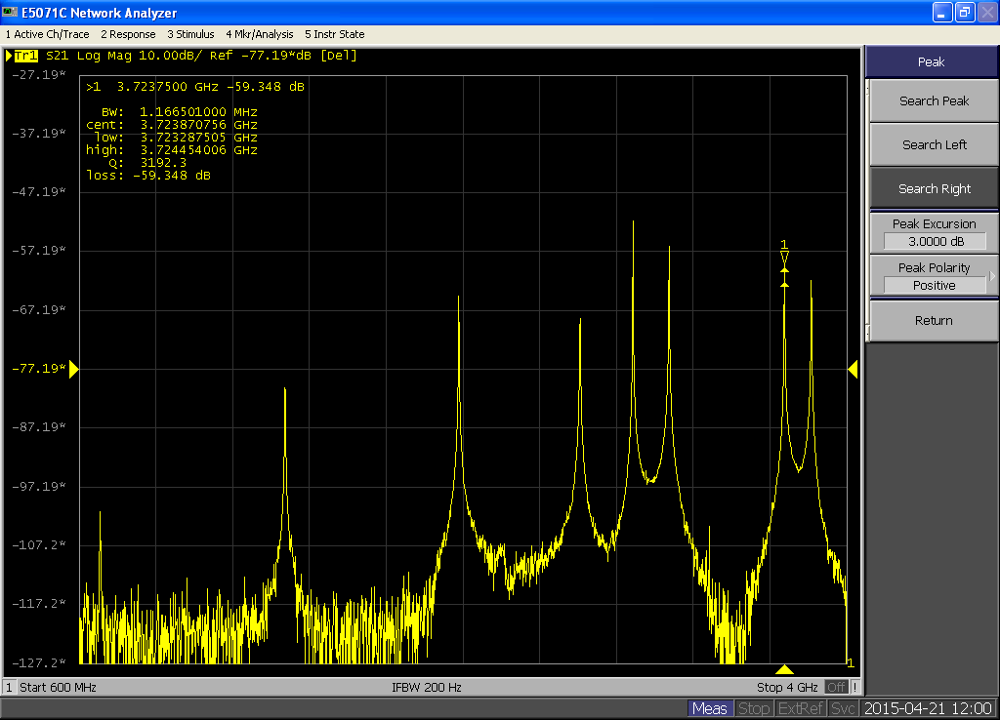 E5071C Network Analyzer
1 Active Ch/Trace 2 Response 3 Stimulus 4 Mkr/Analysis 5 Instr State
Tr1 S21 Log Mag 10.00dB/ Ref -77.19*dB [Del]
-27.19*
>1 3.7237500 GHz -59.348 dB
BW: 1.166501000 MHz
cent: 3.723870756 GHz
low: 3.723287505 GHz
high: 3.724454006 GHz
Q: 3192.3
loss: -59.348 dB
-37.19*
-47.19*
-57.19*
-67.19*
-77.19*
-87.19*
-97.19*
-107.2*
-117.2*
-127.2*
1
1
Peak
Search Peak
Search Left
Search Right
Peak Excursion
3.0000 dB
Peak Polarity
Positive
Return
1 Start 600 MHz IFBW 200 Hz Stop 4 GHz Off !
Meas Stop ExtRef Svc 2015-04-21 12:00